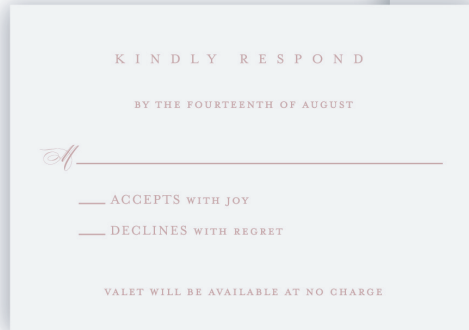 KINDLY RESPOND
BY THE FOURTEENTH OF AUGUST
M
ACCEPTS WITH JOY
DECLINES WITH REGRET
VALET WILL BE AVAILABLE AT NO CHARGE